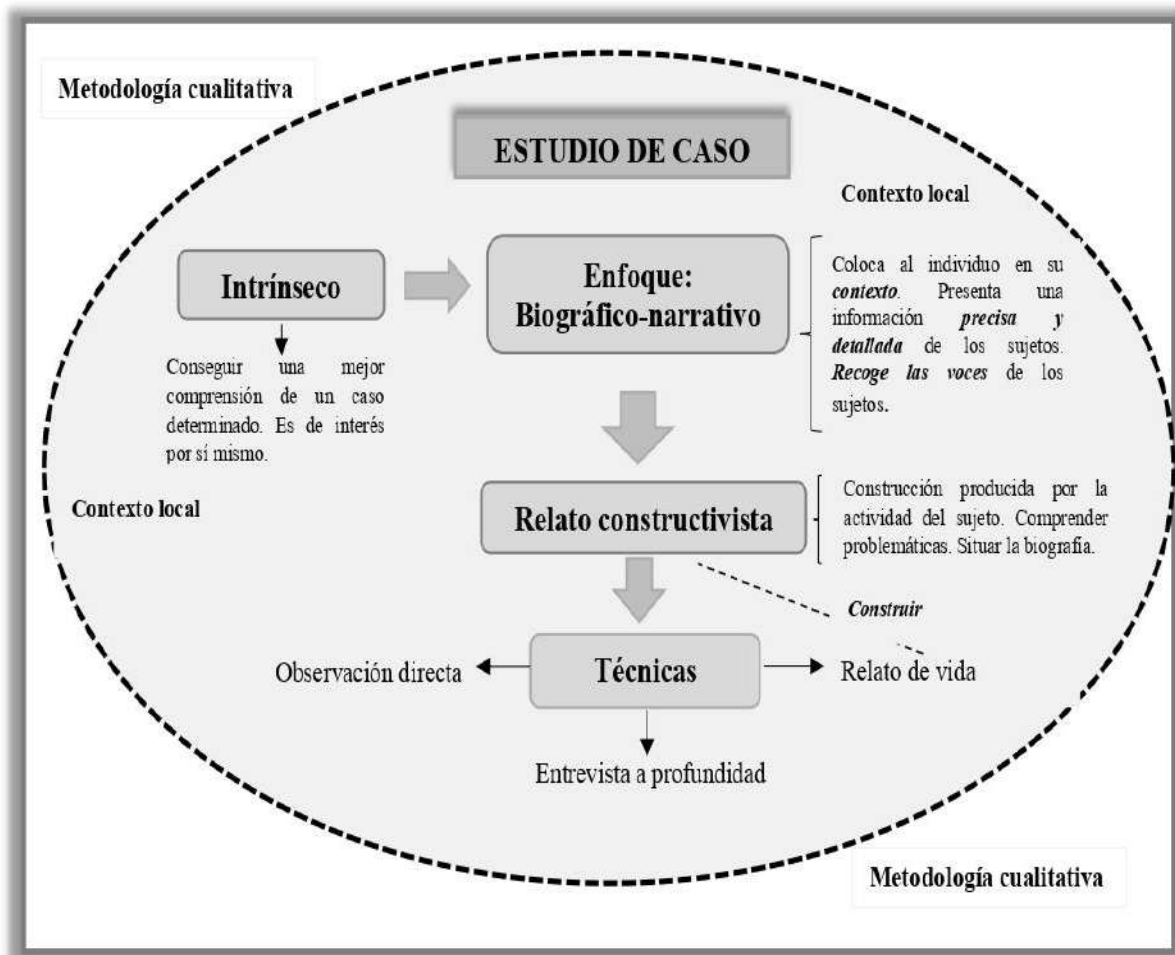 Metodología cualitativa
ESTUDIO DE CASO
Contexto local
Intrínseco
Enfoque:
Biográfico-narrativo
Coloca al individuo en su
contexto. Presenta una
información precisa y
detallada de los sujetos.
Recoge las voces de los
sujetos.
Conseguir una mejor
comprensión de un caso
determinado. Es de interés
por sí mismo.
Contexto local
Relato constructivista
Construcción producida por la
actividad del sujeto. Comprender
problemáticas. Situar la biografía.
Construir
Observación directa
Técnicas
Relato de vida
Entrevista a profundidad
Metodología cualitativa